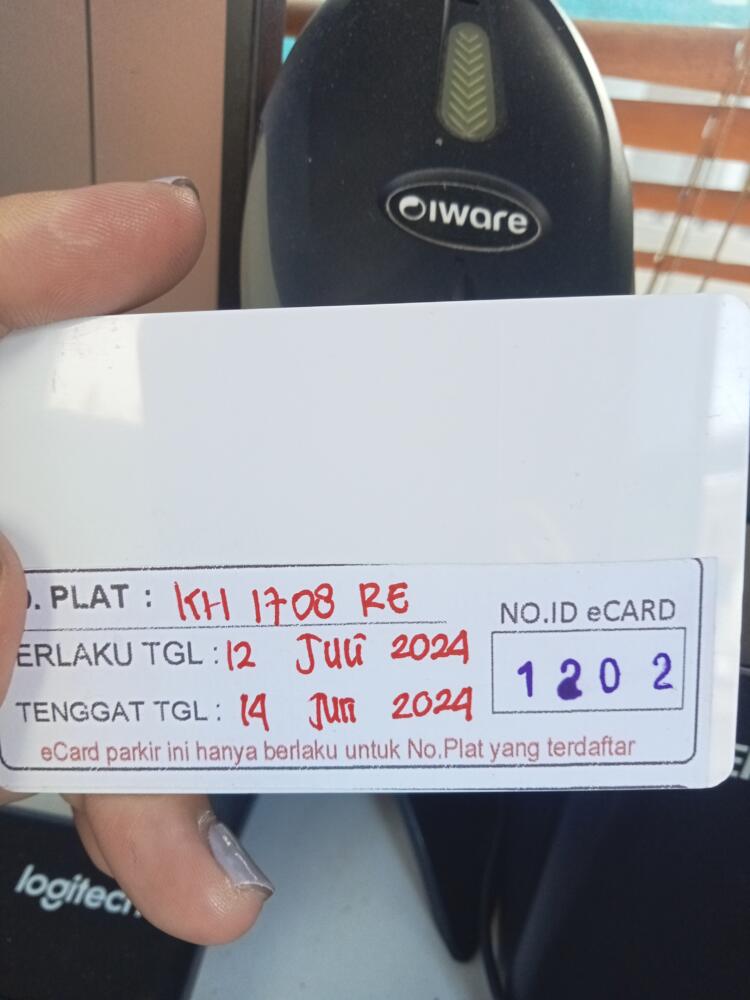 iware
. PLAT : KH 1708 RE
ERLAKU TGL : 12 Juli 2024
TENGGAT TGL : 14 Juni 2024
NO.ID eCARD
1202
eCard parkir ini hanya berlaku untuk No.Plat yang terdaftar
logitech